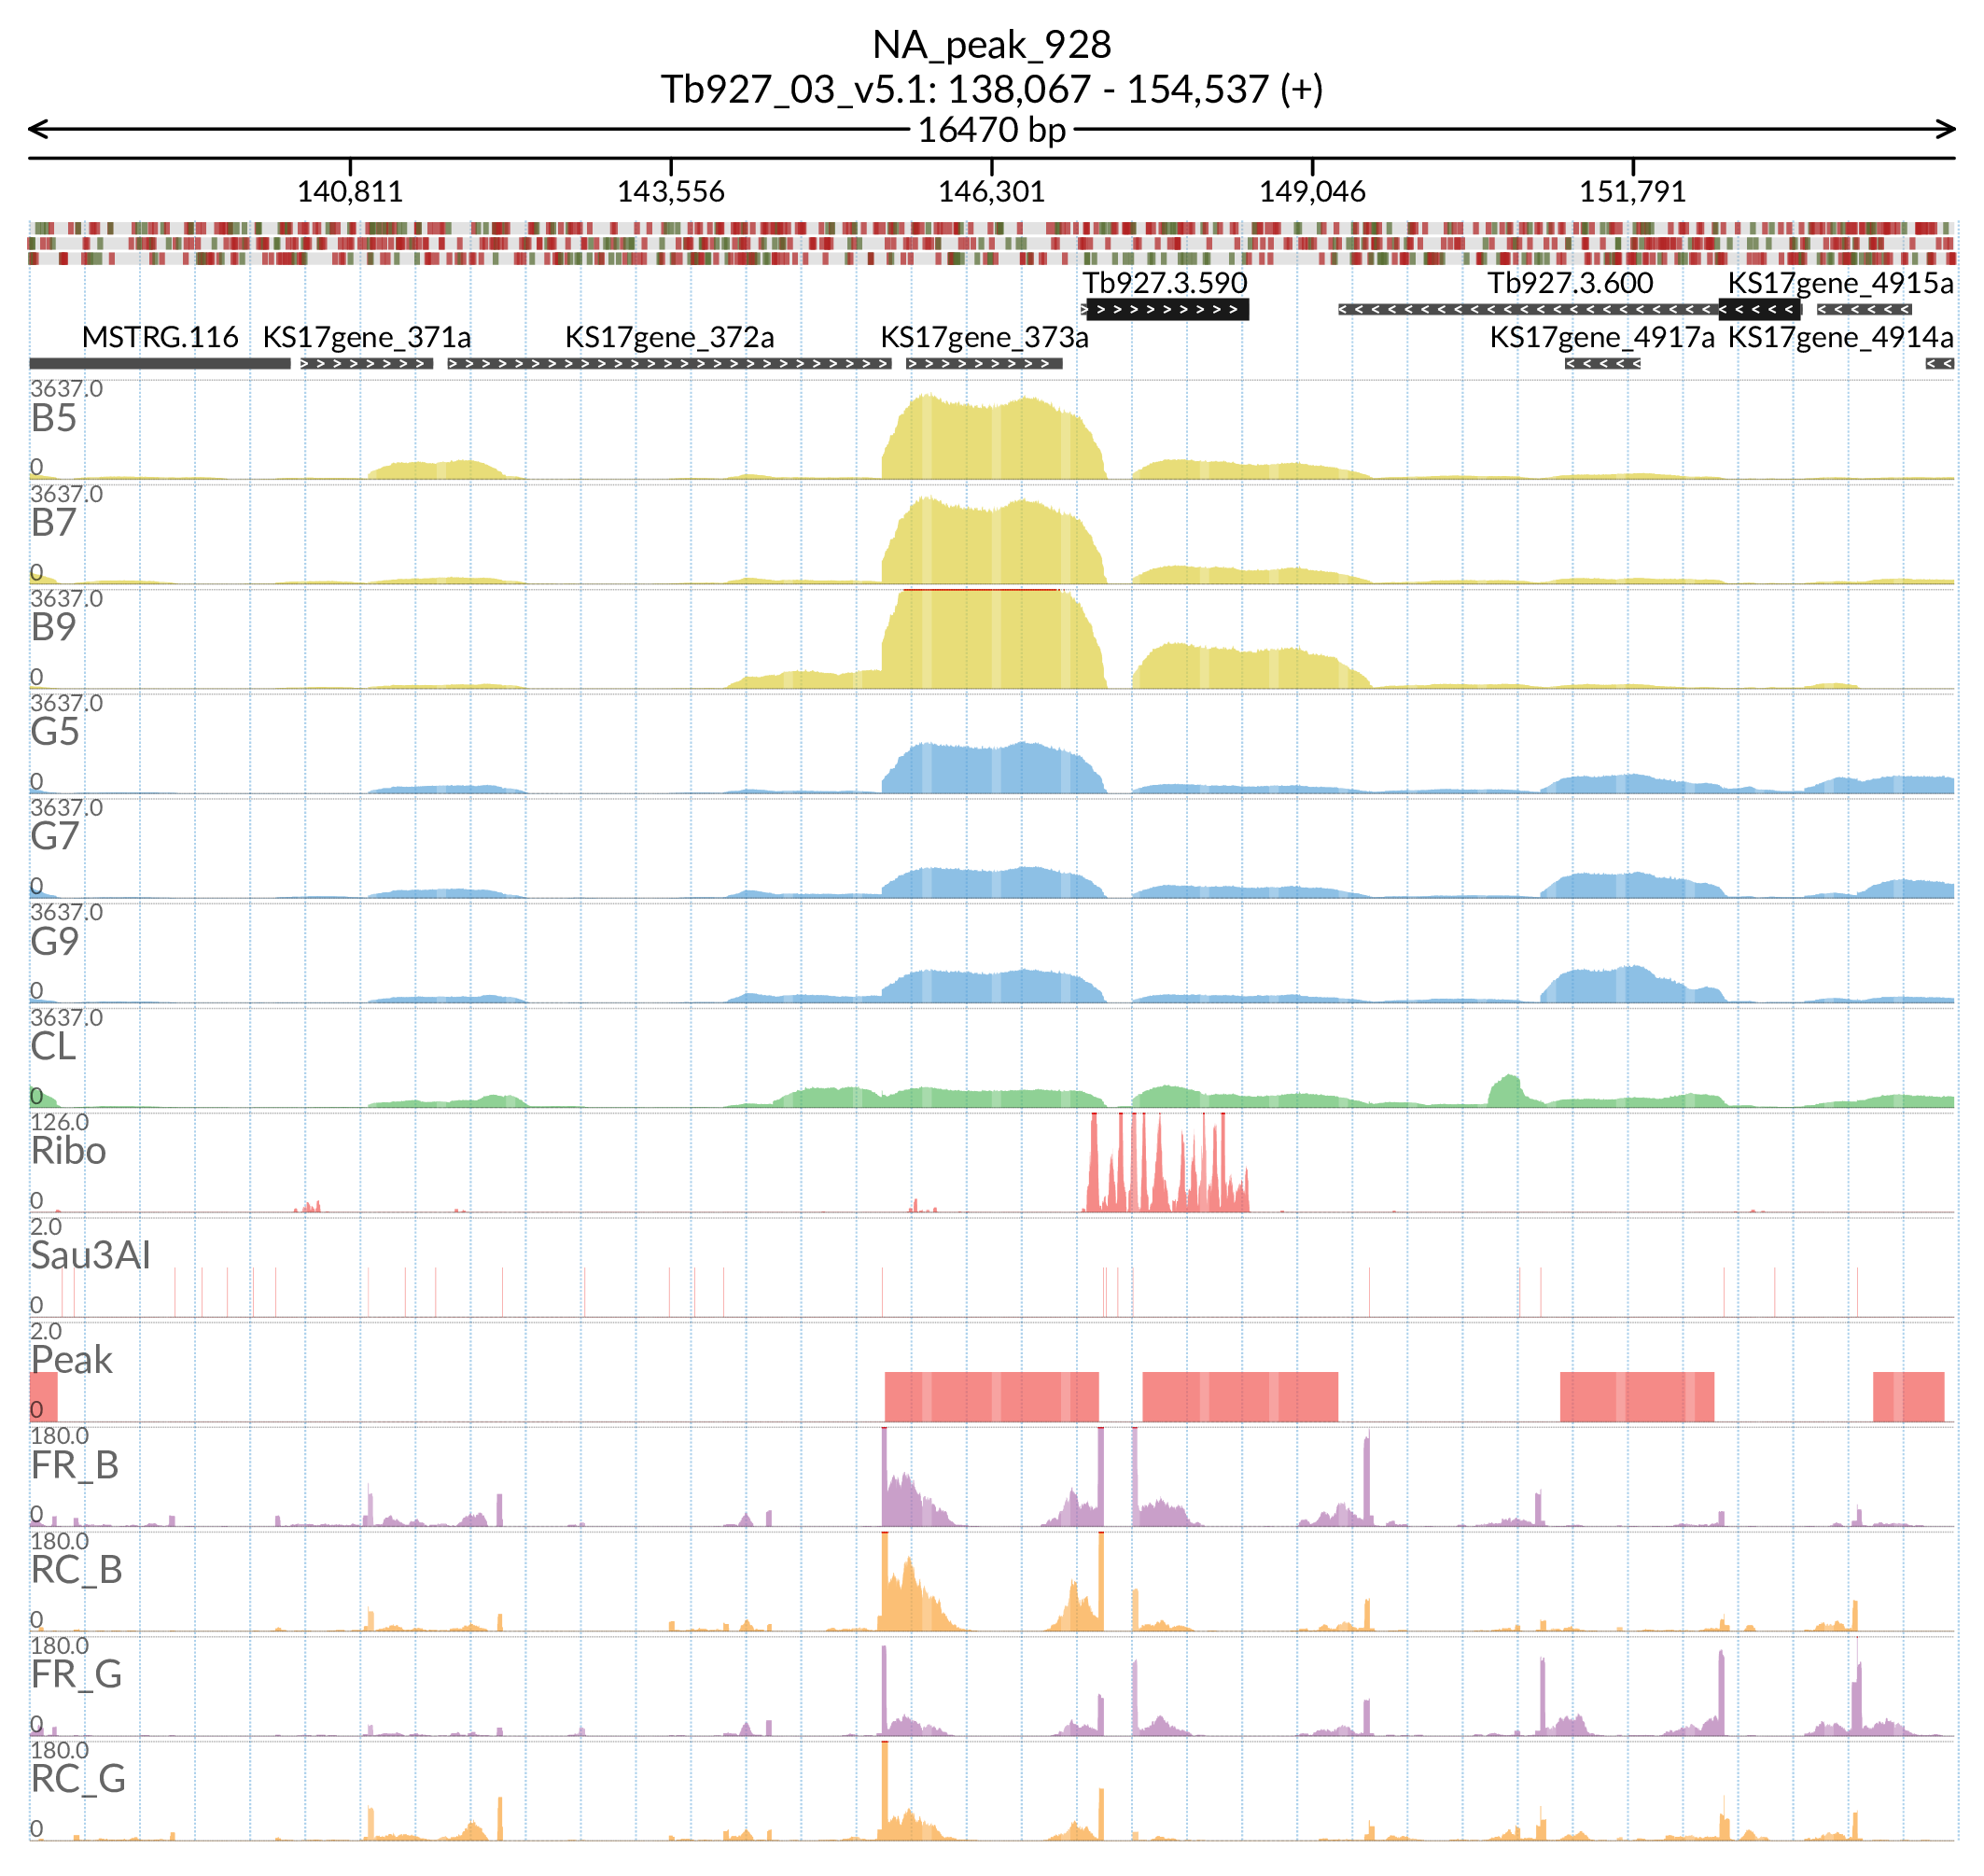 NA_peak_928
Tb927_03_v5.1: 138,067 - 154,537 (+)
16470 bp
140,811 143,556 146,301 149,046 151,791
Tb927.3.590 Tb927.3.600 KS17gene_4915a
MSTRG.116 KS17gene_371a KS17gene_372a KS17gene_373a KS17gene_4917a KS17gene_4914a
3637.0
B5
0
3637.0
B7
0
3637.0
B9
0
3637.0
G5
0
3637.0
G7
0
3637.0
G9
0
3637.0
CL
0
126.0
Ribo
0
2.0
Sau3AI
0
2.0
Peak
0
180.0
FR_B
0
180.0
RC_B
0
180.0
FR_G
0
180.0
RC_G
0